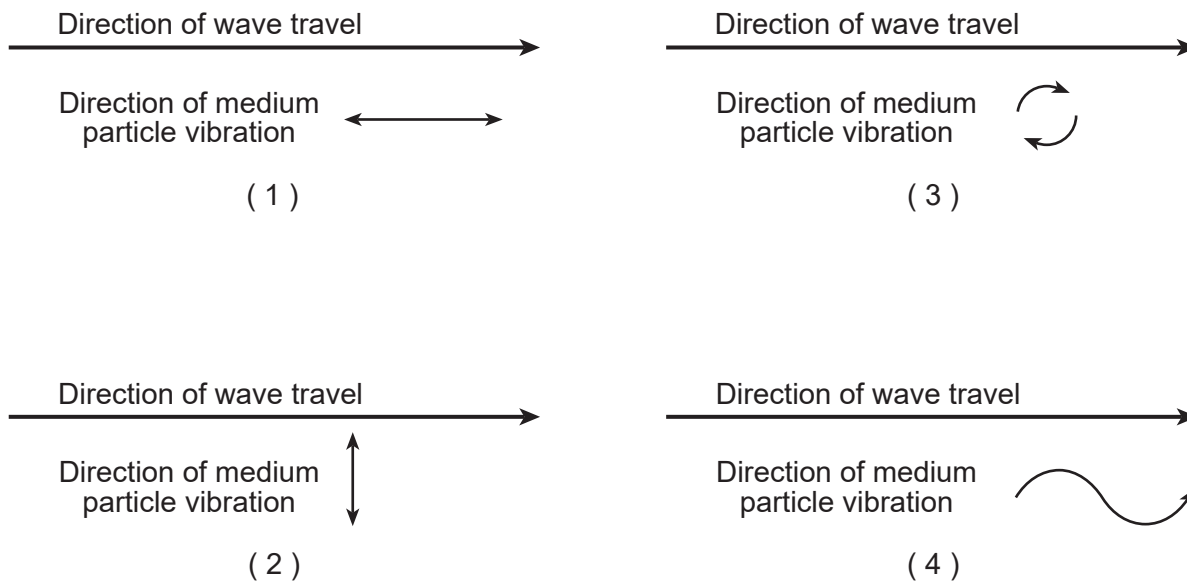 Direction of wave travel
Direction of medium
particle vibration
( 1 )
Direction of wave travel
Direction of medium
particle vibration
( 3 )
Direction of wave travel
Direction of medium
particle vibration
( 2 )
Direction of wave travel
Direction of medium
particle vibration
( 4 )